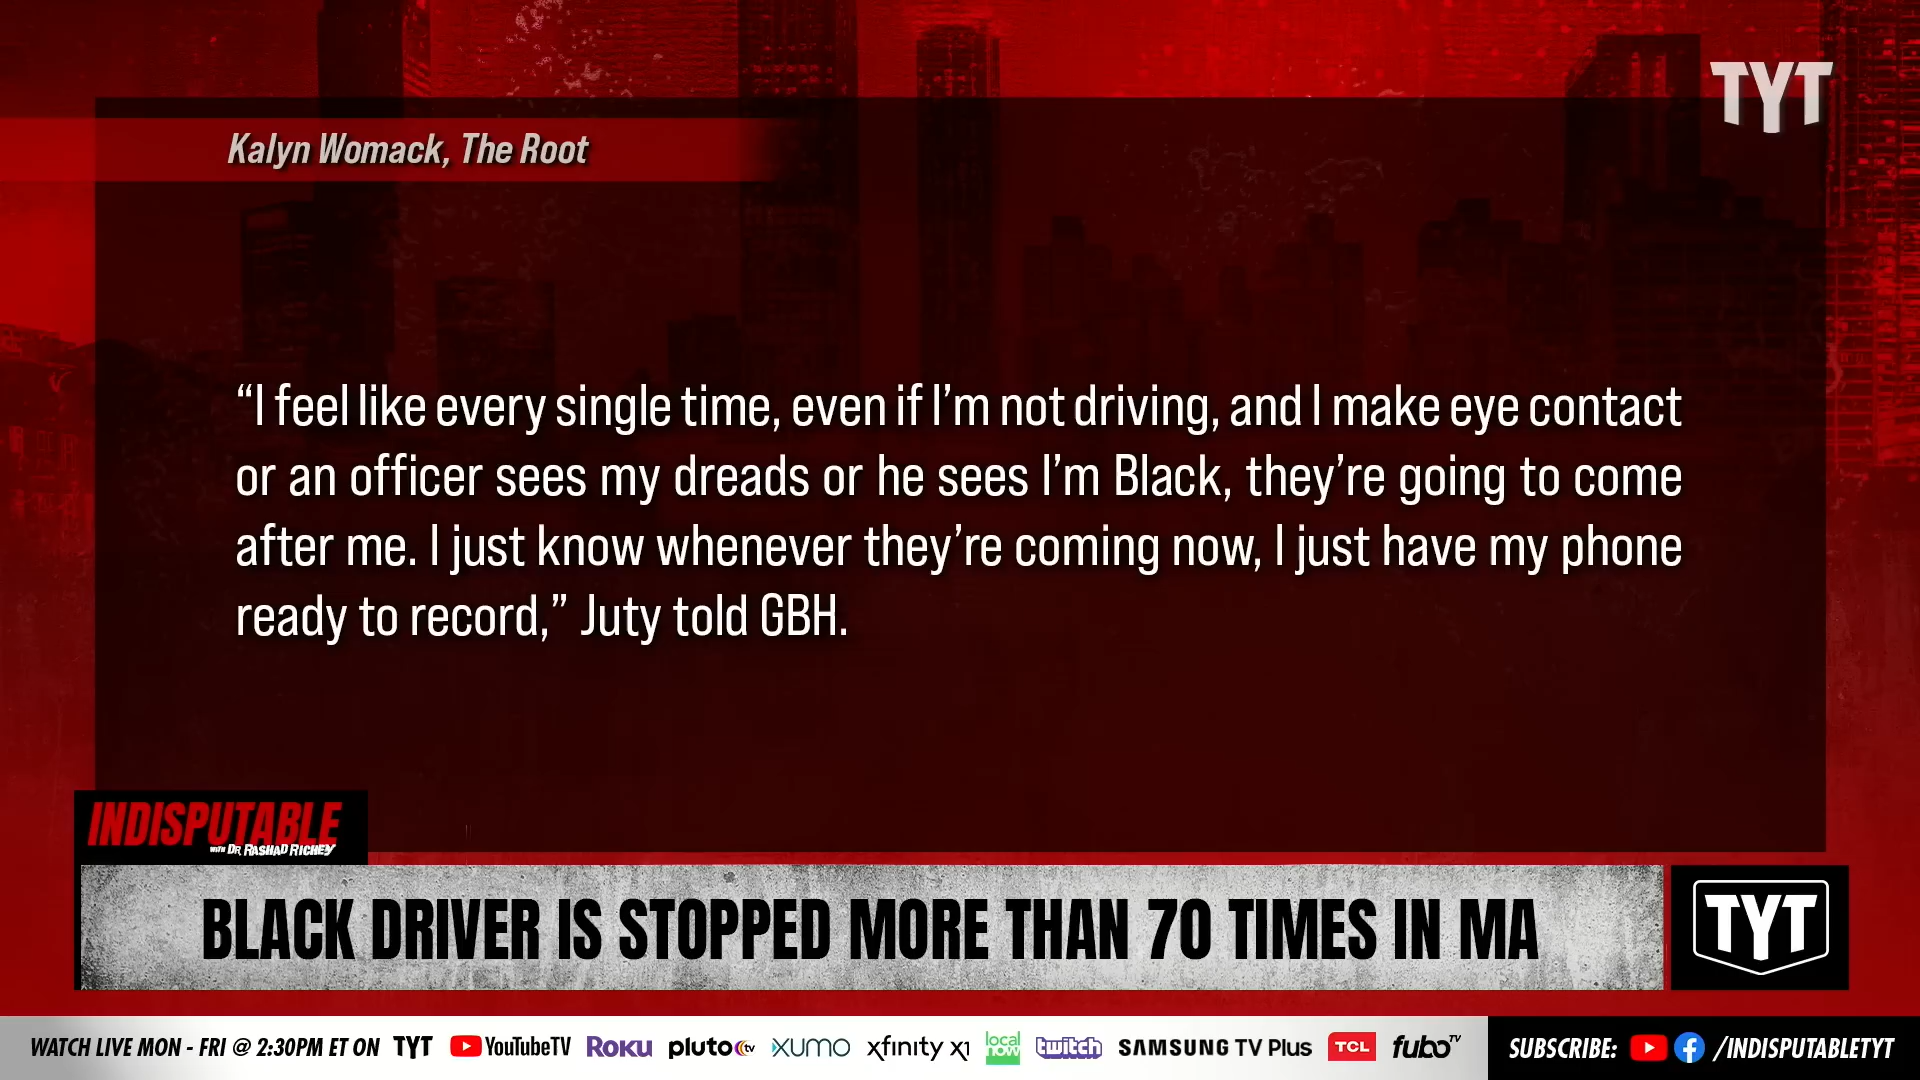 TYT
Kalyn Womack, The Root
“I feel like every single time, even if I’m not driving, and I make eye contact
or an officer sees my dreads or he sees I’m Black, they’re going to come
after me. I just know whenever they’re coming now, I just have my phone
ready to record,” Juty told GBH.
INDISPUTABLE
WITH DR. RASHAD RICHEY
BLACK DRIVER IS STOPPED MORE THAN 70 TIMES IN MA
TYT
WATCH LIVE MON - FRI @ 2:30PM ET ON TYT YouTubeTV ROKU pluto tv XUMO xfinity x1 local now twitch SAMSUNG TV Plus TCL fubo TV SUBSCRIBE: /INDISPUTABLETYT